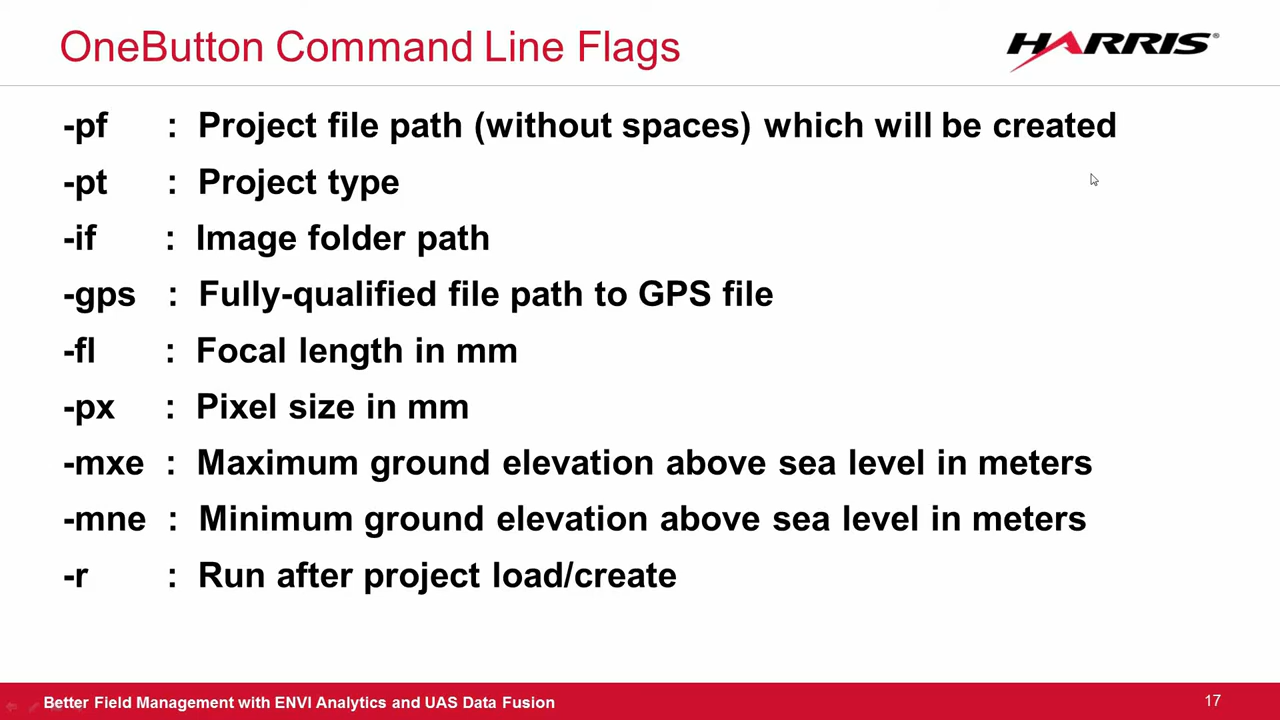 OneButton Command Line Flags
HARRIS®
-pf : Project file path (without spaces) which will be created
-pt : Project type
-if : Image folder path
-gps : Fully-qualified file path to GPS file
-fl : Focal length in mm
-px : Pixel size in mm
-mxe : Maximum ground elevation above sea level in meters
-mne : Minimum ground elevation above sea level in meters
-r : Run after project load/create
Better Field Management with ENVI Analytics and UAS Data Fusion
17